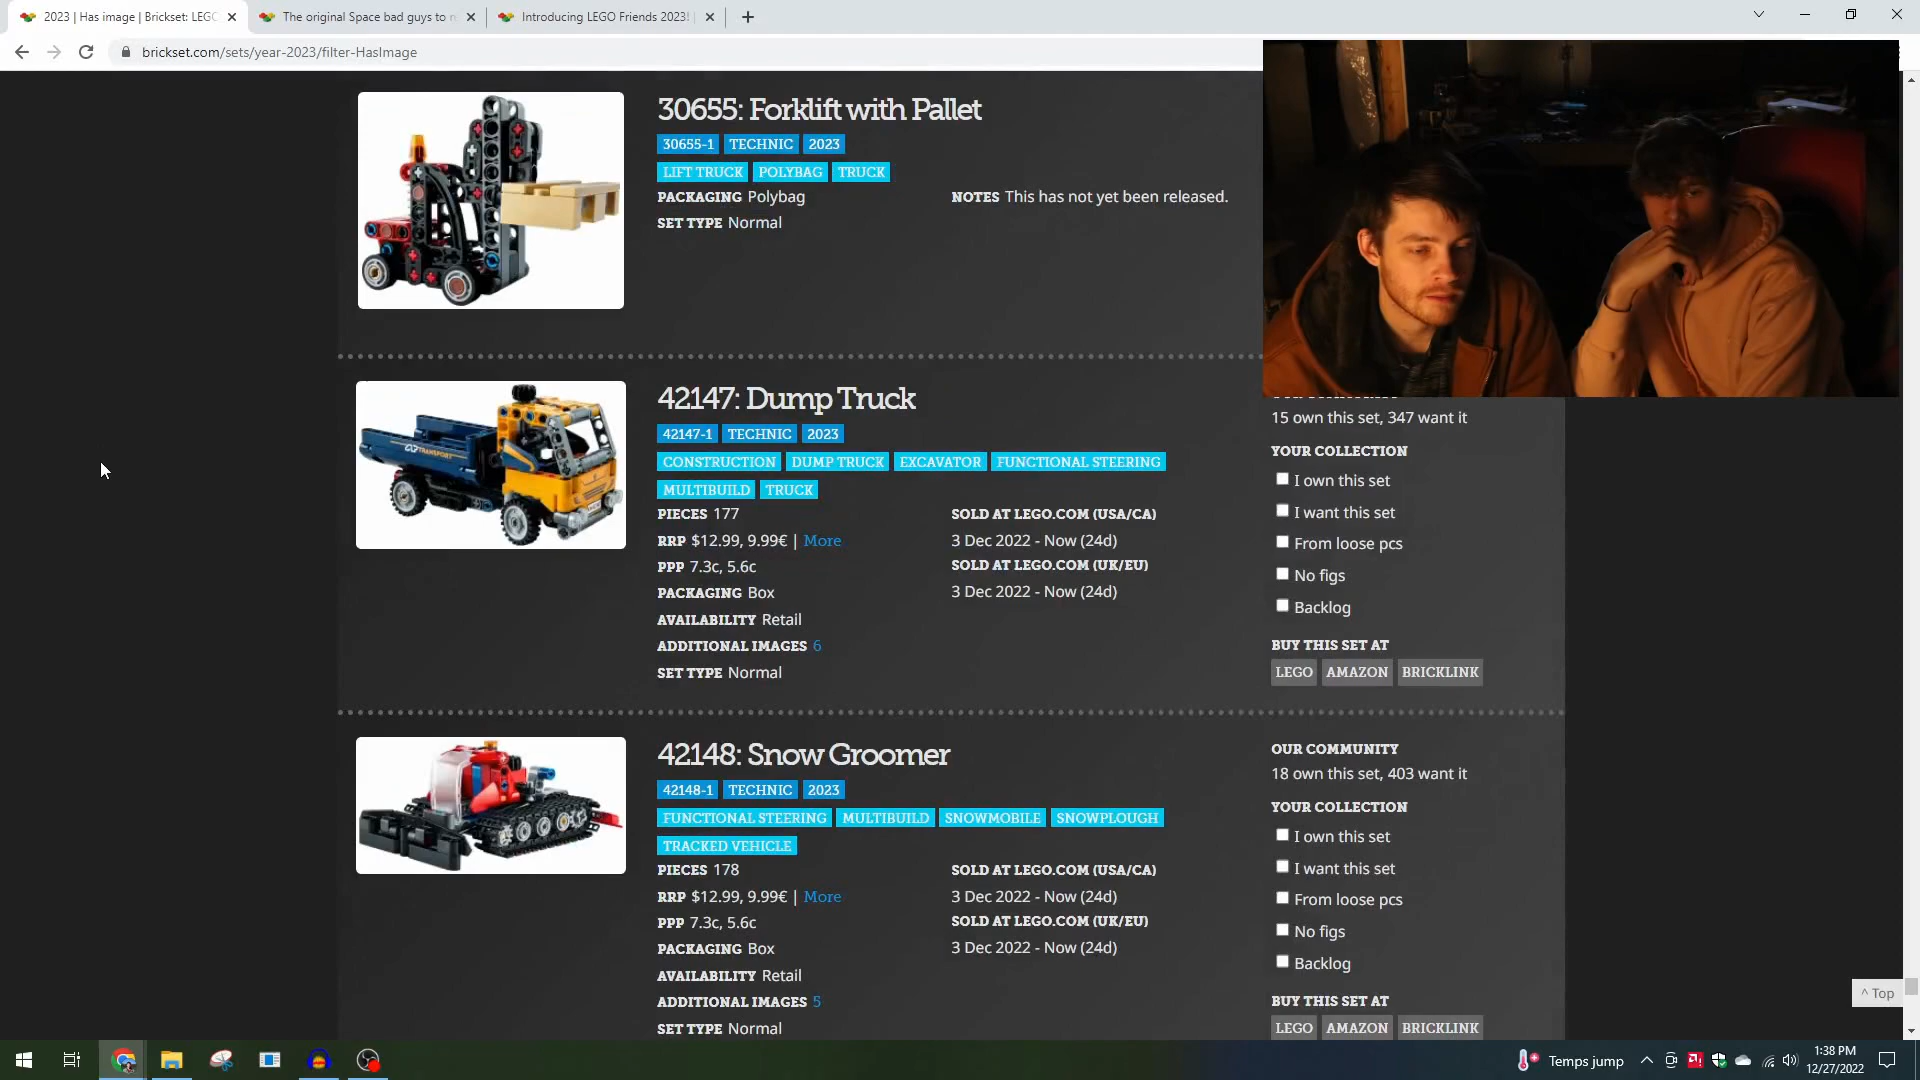 2023 | Has image | Brickset: LEGO
The original Space bad guys to r
Introducing LEGO Friends 2023!
brickset.com/sets/year-2023/filter-HasImage
30655: Forklift with Pallet
30655-1 TECHNIC 2023
LIFT TRUCK POLYBAG TRUCK
PACKAGING Polybag
SET TYPE Normal
NOTES This has not yet been released.
42147: Dump Truck
42147-1 TECHNIC 2023
CONSTRUCTION DUMP TRUCK EXCAVATOR FUNCTIONAL STEERING
MULTIBUILD TRUCK
PIECES 177
RRP $12.99, 9.99€ | More
PPP 7.3c, 5.6c
PACKAGING Box
AVAILABILITY Retail
ADDITIONAL IMAGES 6
SET TYPE Normal
SOLD AT LEGO.COM (USA/CA)
3 Dec 2022 - Now (24d)
SOLD AT LEGO.COM (UK/EU)
3 Dec 2022 - Now (24d)
15 own this set, 347 want it
YOUR COLLECTION
I own this set
I want this set
From loose pcs
No figs
Backlog
BUY THIS SET AT
LEGO AMAZON BRICKLINK
42148: Snow Groomer
42148-1 TECHNIC 2023
FUNCTIONAL STEERING MULTIBUILD SNOWMOBILE SNOWPLOUGH
TRACKED VEHICLE
PIECES 178
RRP $12.99, 9.99€ | More
PPP 7.3c, 5.6c
PACKAGING Box
AVAILABILITY Retail
ADDITIONAL IMAGES 5
SET TYPE Normal
SOLD AT LEGO.COM (USA/CA)
3 Dec 2022 - Now (24d)
SOLD AT LEGO.COM (UK/EU)
3 Dec 2022 - Now (24d)
OUR COMMUNITY
18 own this set, 403 want it
YOUR COLLECTION
I own this set
I want this set
From loose pcs
No figs
Backlog
BUY THIS SET AT
LEGO AMAZON BRICKLINK
^ Top
Temps jump
1:38 PM
12/27/2022